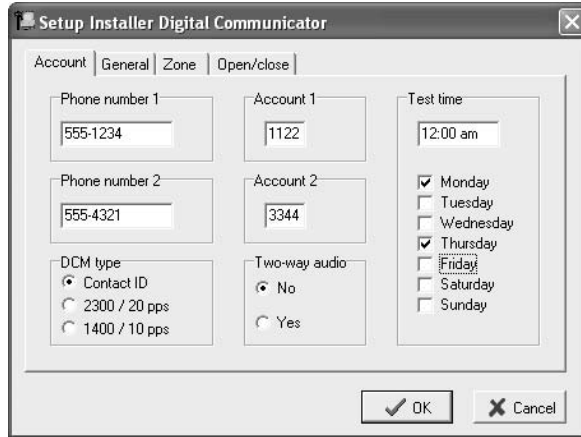 Setup Installer Digital Communicator
Account General Zone Open/close
Phone number 1
555-1234
Account 1
1122
Test time
12:00 am
Phone number 2
555-4321
Account 2
3344
Monday
Tuesday
Wednesday
Thursday
Friday
Saturday
Sunday
DCM type
Contact ID
2300 / 20 pps
1400 / 10 pps
Two-way audio
No
Yes
OK
Cancel